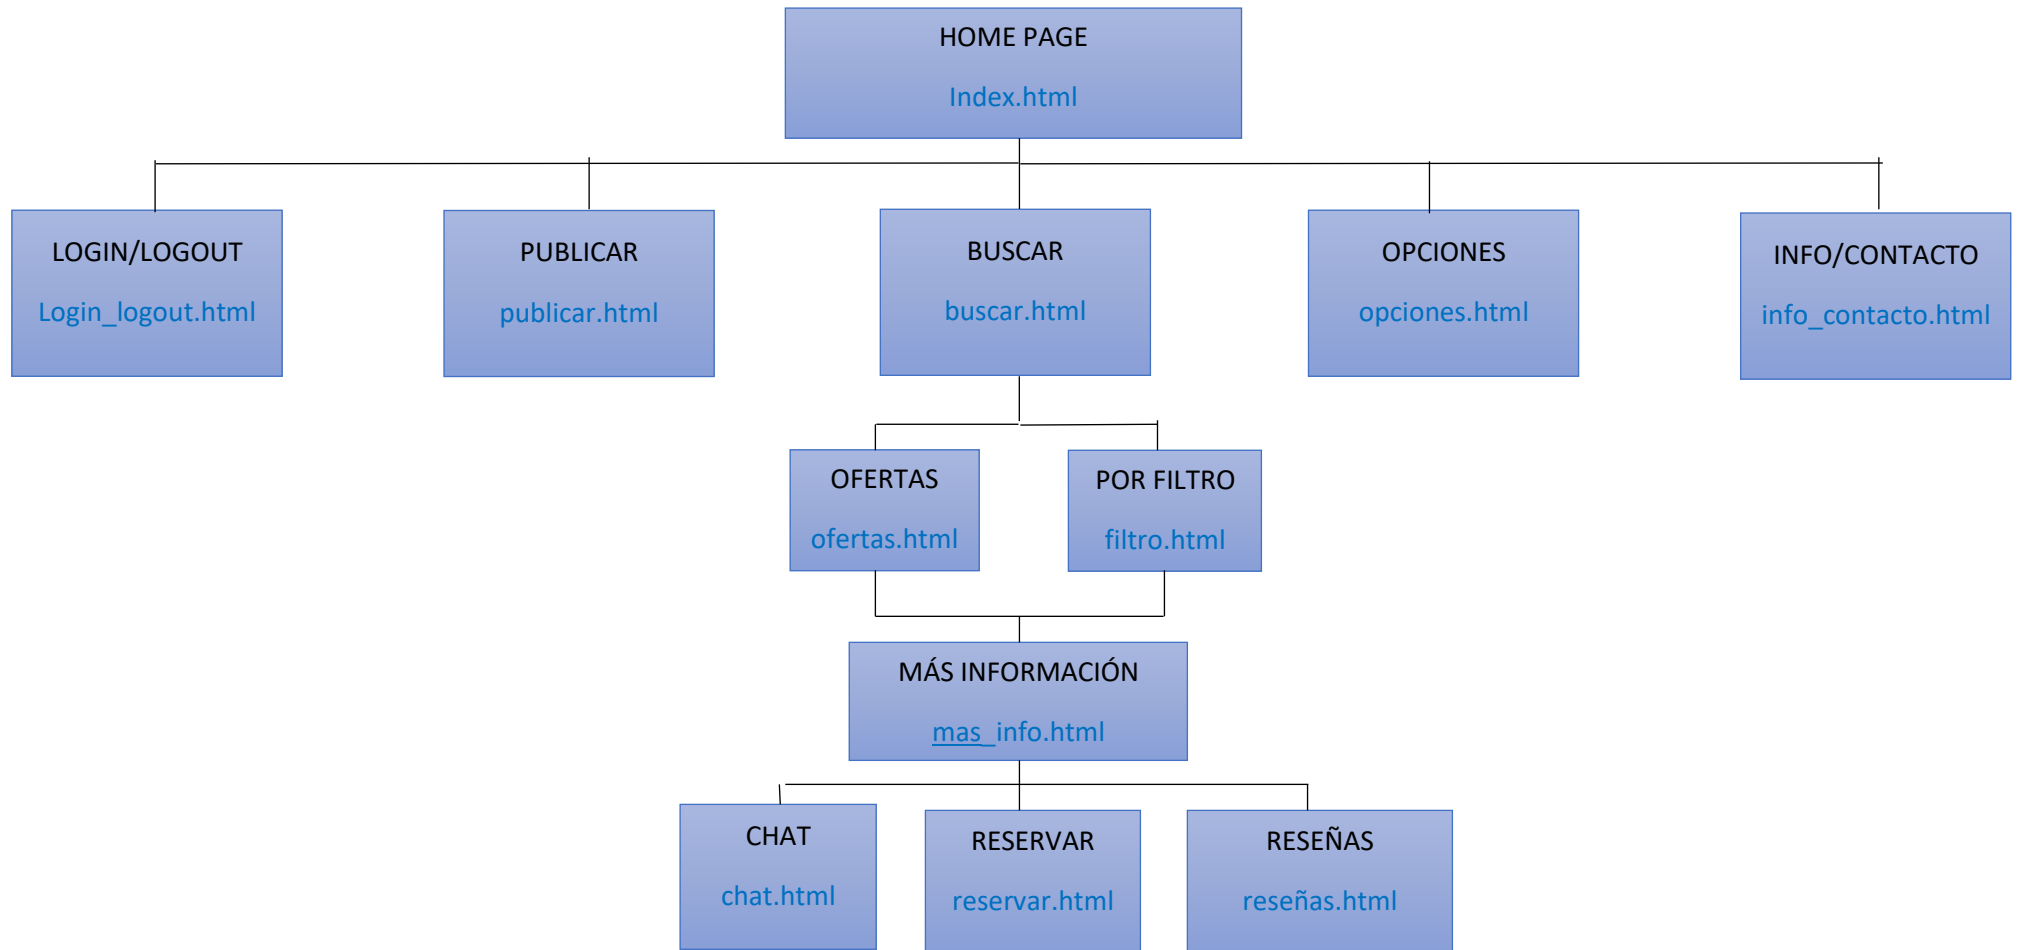 HOME PAGE
Index.html
LOGIN/LOGOUT
Login_logout.html
PUBLICAR
publicar.html
BUSCAR
buscar.html
OPCIONES
opciones.html
INFO/CONTACTO
info_contacto.html
OFERTAS
ofertas.html
POR FILTRO
filtro.html
MÁS INFORMACIÓN
mas_info.html
CHAT
chat.html
RESERVAR
reservar.html
RESEÑAS
reseñas.html